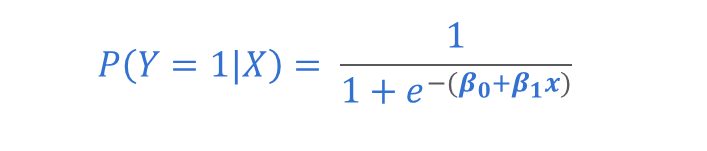 P(Y = 1|X) = 1 / (1 + e^−(β₀+β₁x))